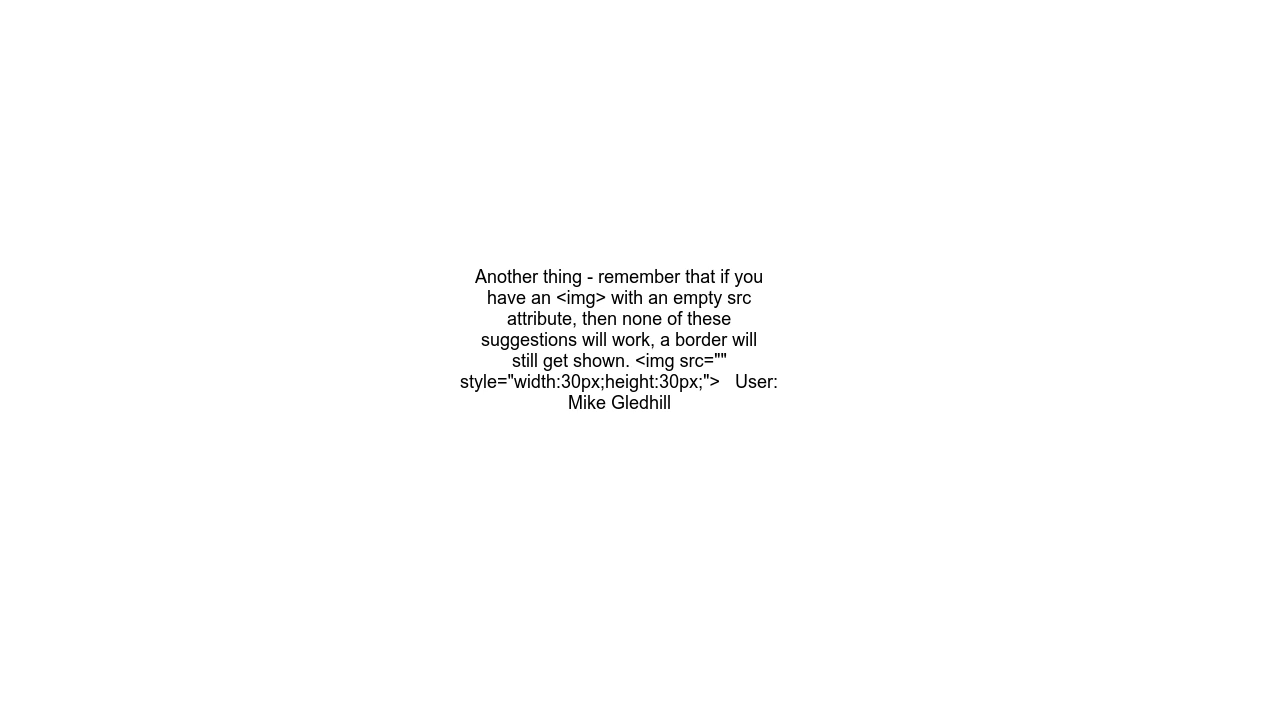 Another thing - remember that if you
have an <img> with an empty src
attribute, then none of these
suggestions will work, a border will
still get shown. <img src=""
style="width:30px;height:30px;">   User:
Mike Gledhill